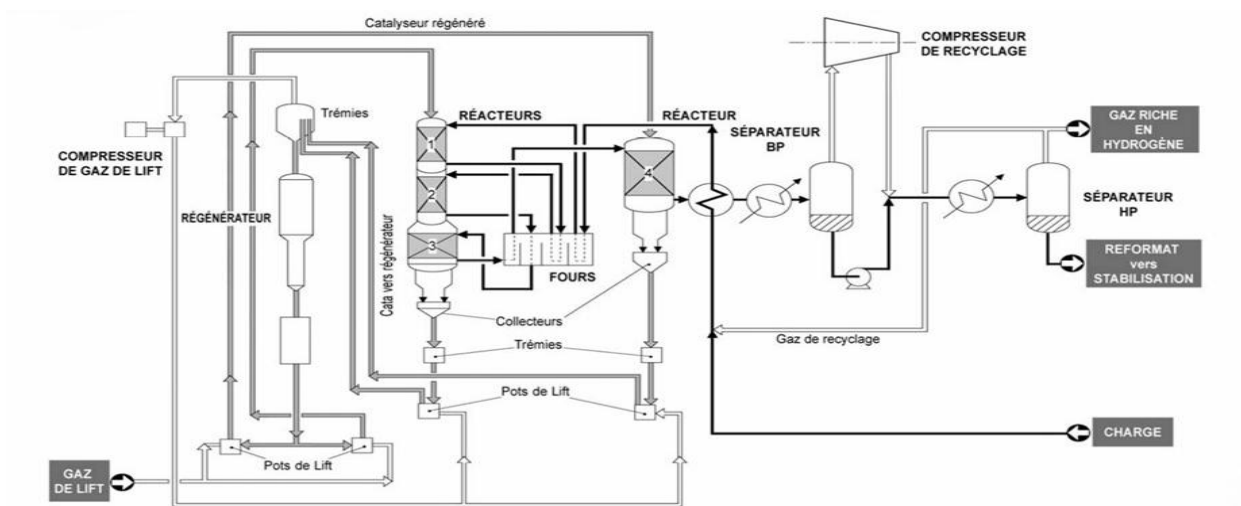 Catalyseur régénéré
COMPRESSEUR
DE RECYCLAGE
Trémies
RÉACTEURS
RÉACTEUR
SÉPARATEUR
BP
GAZ RICHE
EN
HYDROGÈNE
COMPRESSEUR
DE GAZ DE LIFT
1
2
3
4
RÉGÉNÉRATEUR
Cata vers régénérateur
SÉPARATEUR
HP
FOURS
REFORMAT
vers
STABILISATION
Collecteurs
Trémies
Gaz de recyclage
Pots de Lift
CHARGE
Pots de Lift
GAZ
DE LIFT